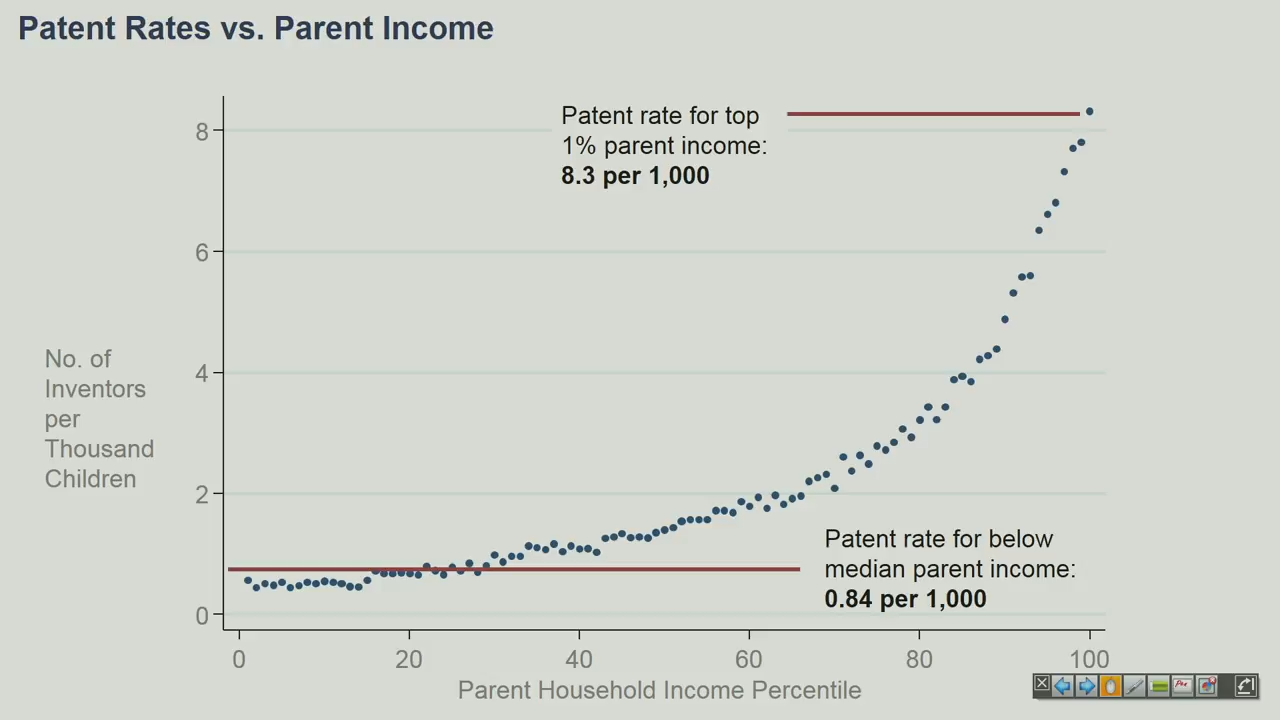 Patent Rates vs. Parent Income
Patent rate for top
1% parent income:
8.3 per 1,000
8
6
4
2
0
No. of
Inventors
per
Thousand
Children
Patent rate for below
median parent income:
0.84 per 1,000
0 20 40 60 80 100
Parent Household Income Percentile